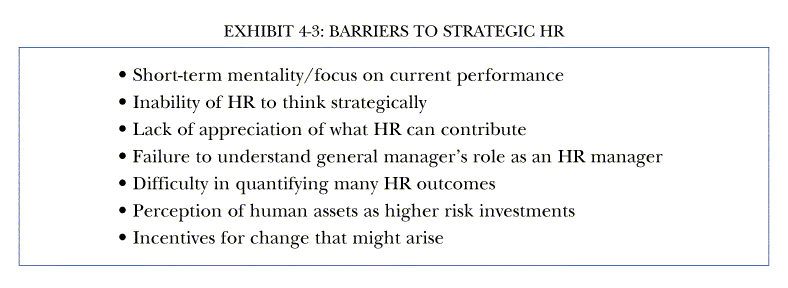 EXHIBIT 4-3: BARRIERS TO STRATEGIC HR
• Short-term mentality/focus on current performance
• Inability of HR to think strategically
• Lack of appreciation of what HR can contribute
• Failure to understand general manager's role as an HR manager
• Difficulty in quantifying many HR outcomes
• Perception of human assets as higher risk investments
• Incentives for change that might arise